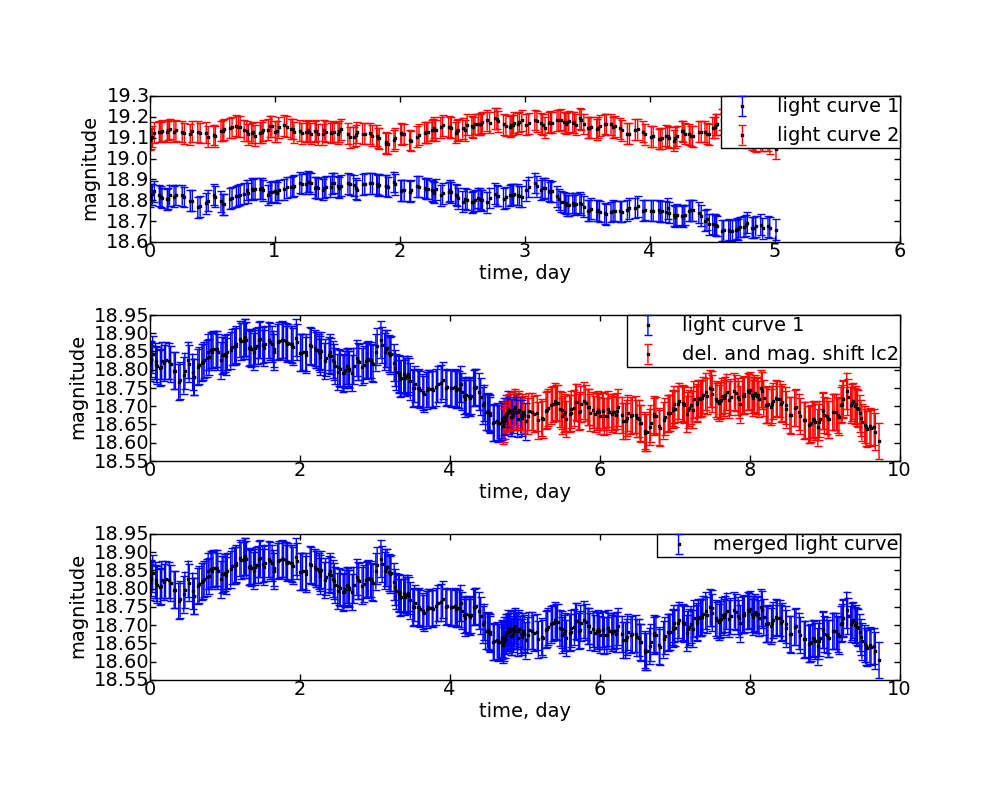 19.3
19.2
19.1
19.0
18.9
18.8
18.7
18.6
magnitude
light curve 1
light curve 2
0 1 2 3 4 5 6
time, day
18.95
18.90
18.85
18.80
18.75
18.70
18.65
18.60
18.55
magnitude
light curve 1
del. and mag. shift lc2
0 2 4 6 8 10
time, day
18.95
18.90
18.85
18.80
18.75
18.70
18.65
18.60
18.55
magnitude
merged light curve
0 2 4 6 8 10
time, day